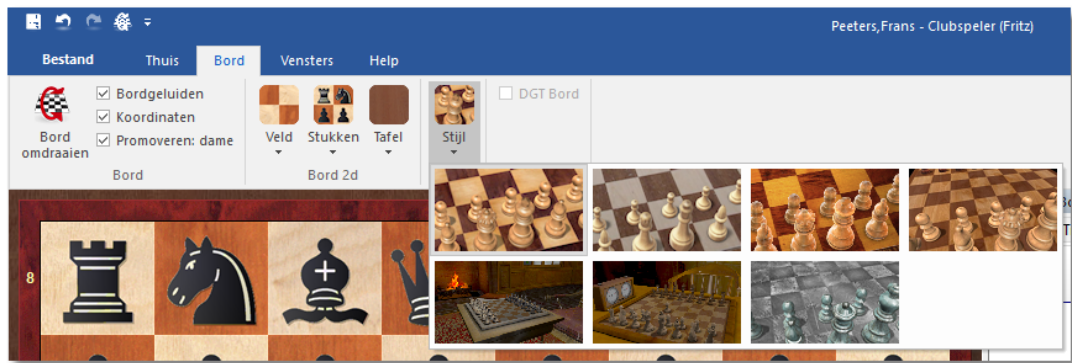 Peeters,Frans - Clubspeler (Fritz)
Bestand Thuis Bord Vensters Help
Bord omdraaien
Bordgeluiden
Koordinaten
Promoveren: dame
Bord
Veld Stukken Tafel
Bord 2d
Stijl
DGT Bord
8